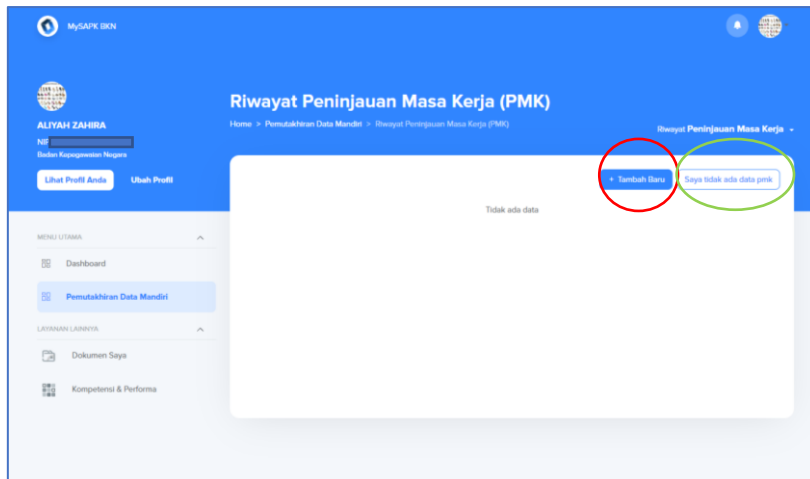 MySAPK BKN
ALIYAH ZAHIRA
NIP
Badan Kepegawaian Negara
Lihat Profil Anda
Ubah Profil
Riwayat Peninjauan Masa Kerja (PMK)
Home > Pemutakhiran Data Mandiri > Riwayat Peninjauan Masa Kerja (PMK)
Riwayat Peninjauan Masa Kerja
+ Tambah Baru
Saya tidak ada data pmk
Tidak ada data
MENU UTAMA
Dashboard
Pemutakhiran Data Mandiri
LAYANAN LAINNYA
Dokumen Saya
Kompetensi & Performa